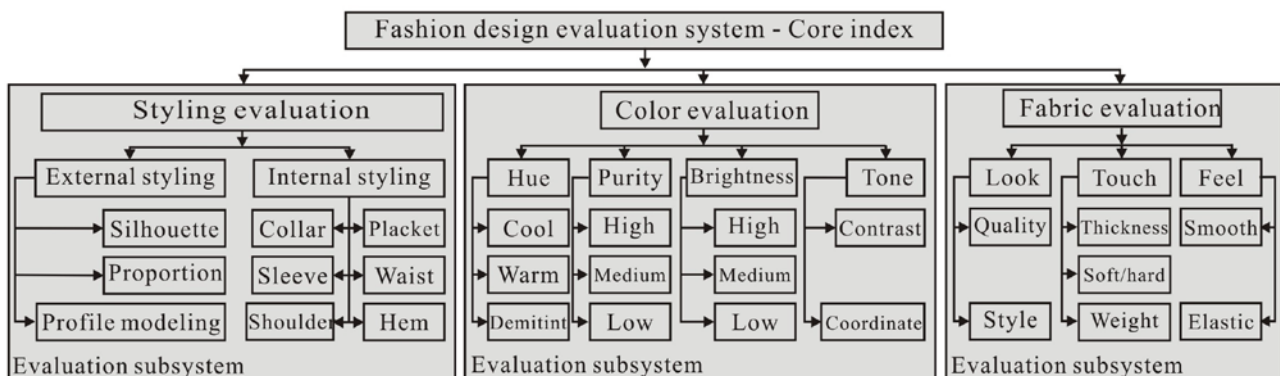 Fashion design evaluation system - Core index
Styling evaluation
External styling
Internal styling
Silhouette
Proportion
Profile modeling
Collar
Placket
Sleeve
Waist
Shoulder
Hem
Evaluation subsystem
Color evaluation
Hue
Purity
Brightness
Tone
Cool
High
High
Contrast
Warm
Medium
Medium
Demitint
Low
Low
Coordinate
Evaluation subsystem
Fabric evaluation
Look
Touch
Feel
Quality
Thickness
Smooth
Soft/hard
Style
Weight
Elastic
Evaluation subsystem